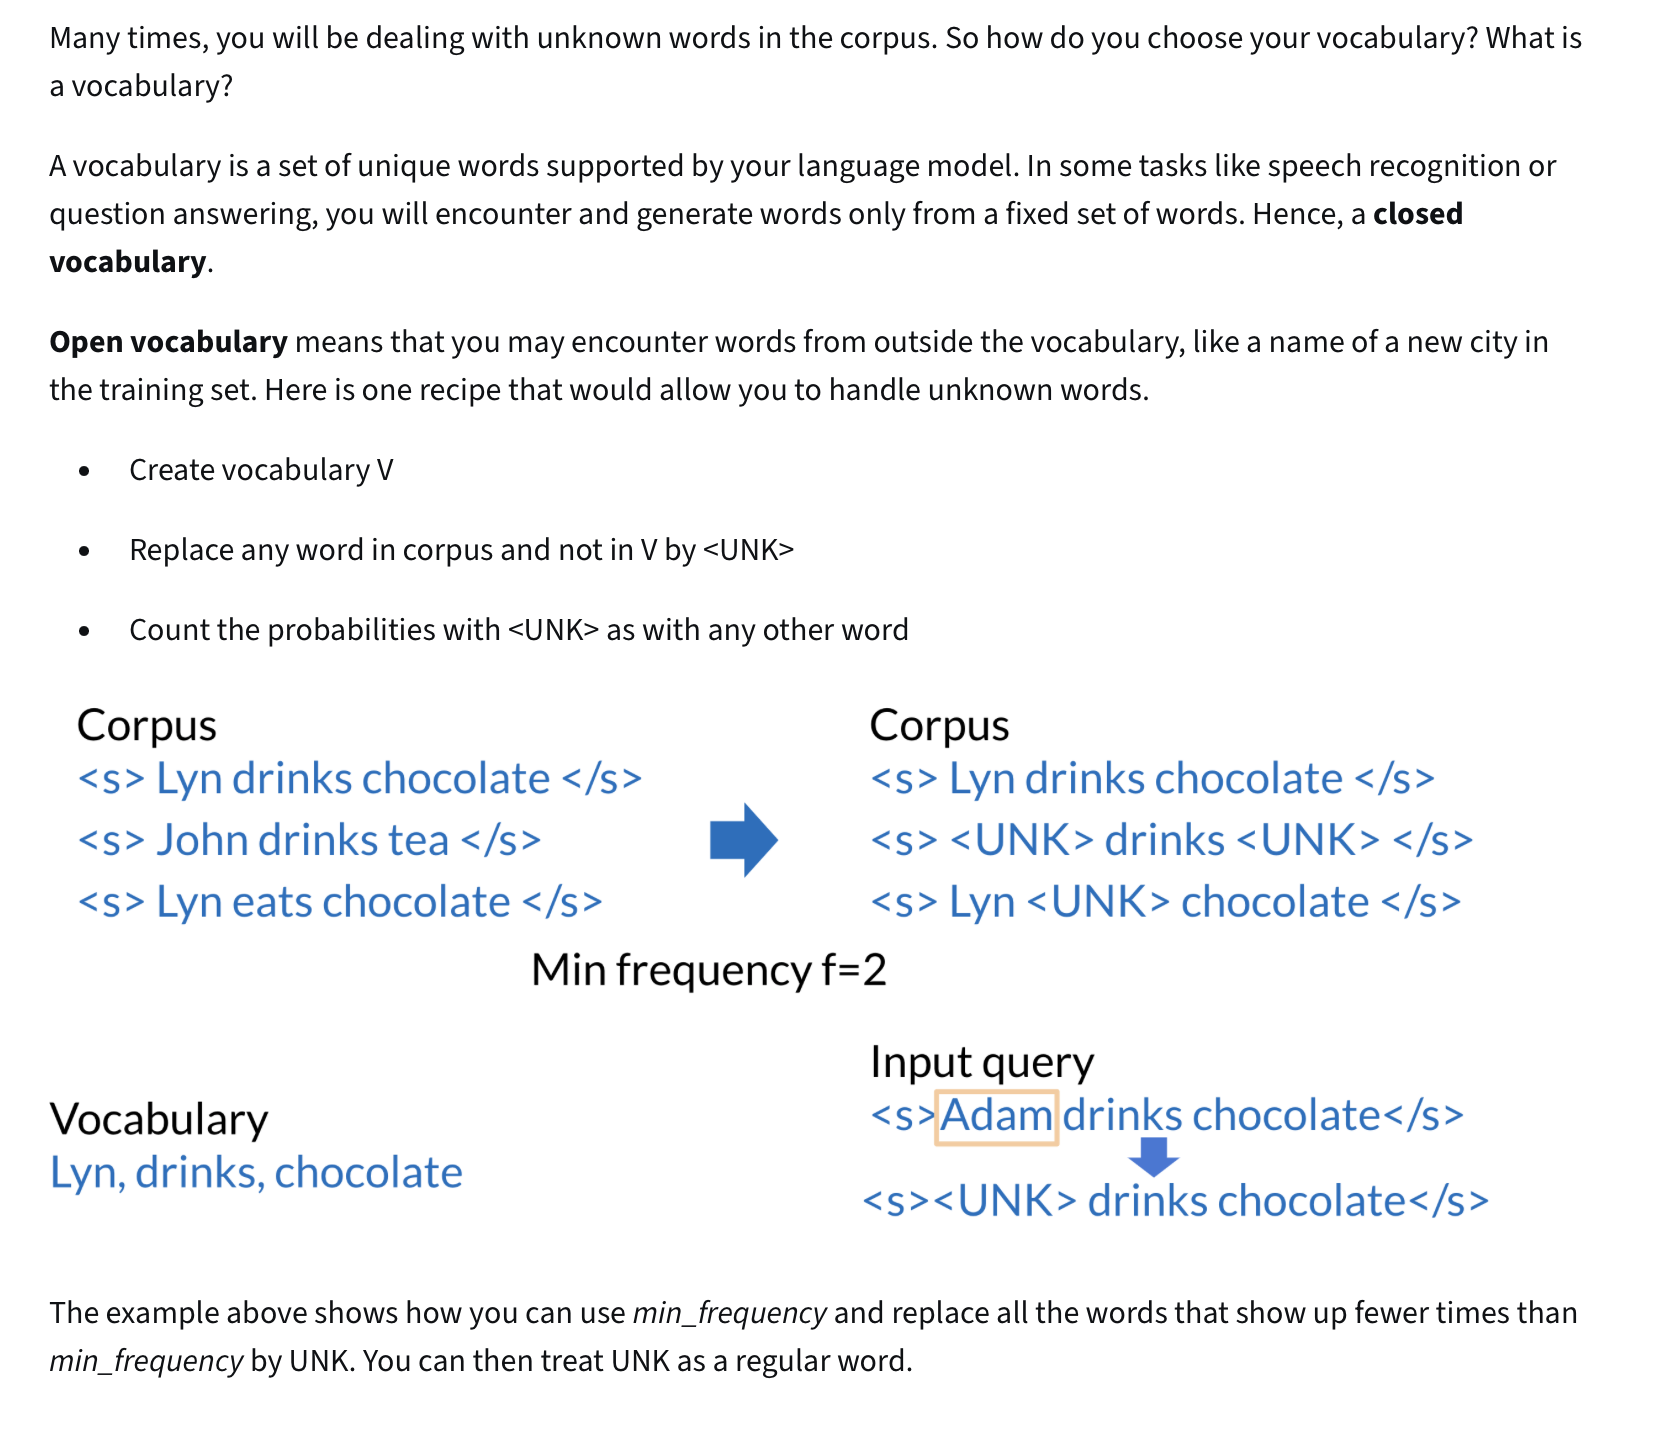 Many times, you will be dealing with unknown words in the corpus. So how do you choose your vocabulary? What is
a vocabulary?
A vocabulary is a set of unique words supported by your language model. In some tasks like speech recognition or
question answering, you will encounter and generate words only from a fixed set of words. Hence, a closed
vocabulary.
Open vocabulary means that you may encounter words from outside the vocabulary, like a name of a new city in
the training set. Here is one recipe that would allow you to handle unknown words.
• Create vocabulary V
• Replace any word in corpus and not in V by <UNK>
• Count the probabilities with <UNK> as with any other word
Corpus
<s> Lyn drinks chocolate </s>
<s> John drinks tea </s>
<s> Lyn eats chocolate </s>
Corpus
<s> Lyn drinks chocolate </s>
<s> <UNK> drinks <UNK> </s>
<s> Lyn <UNK> chocolate </s>
Min frequency f=2
Vocabulary
Lyn, drinks, chocolate
Input query
<s>Adam drinks chocolate</s>
<s><UNK> drinks chocolate</s>
The example above shows how you can use min_frequency and replace all the words that show up fewer times than
min_frequency by UNK. You can then treat UNK as a regular word.